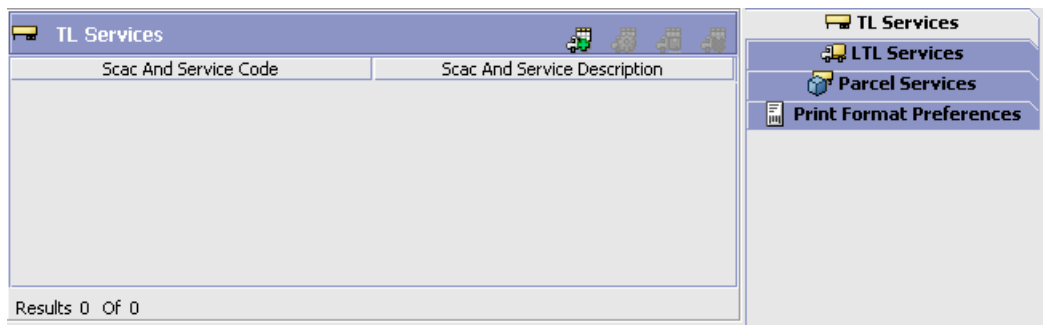 TL Services
Scac And Service Code Scac And Service Description
Results 0 Of 0
TL Services
LTL Services
Parcel Services
Print Format Preferences